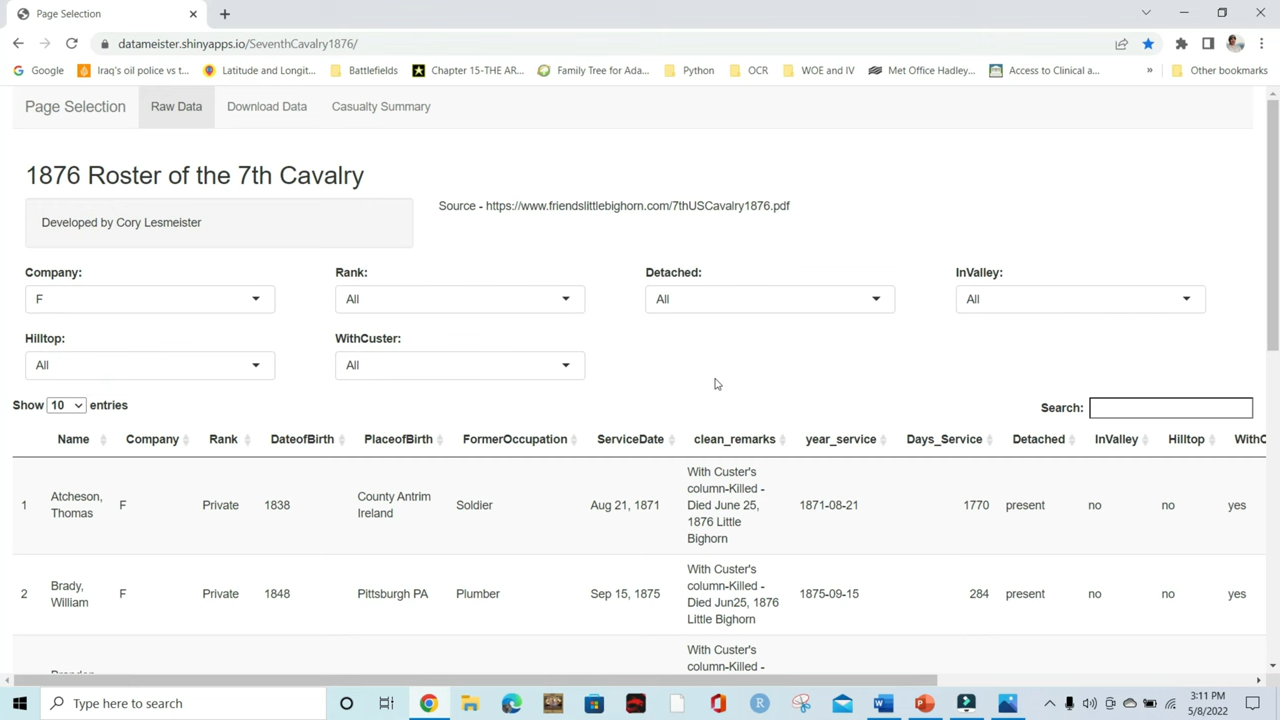 Page Selection
datameister.shinyapps.io/SeventhCavalry1876/
Google Iraq's oil police vs t... Latitude and Longit... Battlefields Chapter 15-THE AR... Family Tree for Ada... Python OCR WOE and IV Met Office Hadley... Access to Clinical a... » Other bookmarks
Page Selection Raw Data Download Data Casualty Summary
1876 Roster of the 7th Cavalry
Developed by Cory Lesmeister
Source - https://www.friendslittlebighorn.com/7thUSCavalry1876.pdf
Company: Rank: Detached: InValley:
F All All All
Hilltop: WithCuster:
All All
Show 10 entries
Search:
Name Company Rank DateofBirth PlaceofBirth FormerOccupation ServiceDate clean_remarks year_service Days_Service Detached InValley Hilltop WithC
1 Atcheson, Thomas F Private 1838 County Antrim Ireland Soldier Aug 21, 1871 With Custer's column-Killed - Died June 25, 1876 Little Bighorn 1871-08-21 1770 present no no yes
2 Brady, William F Private 1848 Pittsburgh PA Plumber Sep 15, 1875 With Custer's column-Killed - Died Jun25, 1876 Little Bighorn 1875-09-15 284 present no no yes
With Custer's
column-Killed -
Type here to search
3:11 PM
5/8/2022